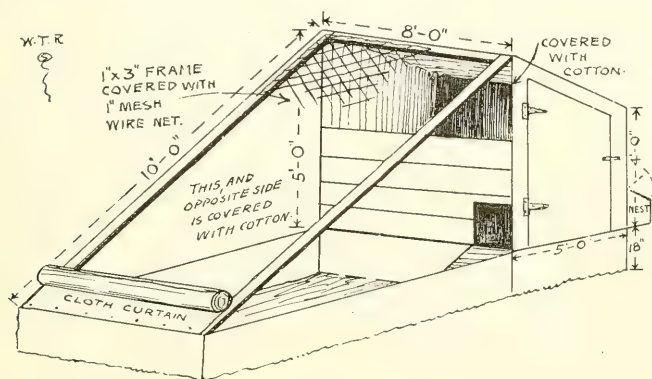 W.T.R
8'-0"
COVERED
WITH
COTTON.
1"x3" FRAME
COVERED WITH
1" MESH
WIRE NET.
10'-0"
5'-0"
THIS, AND
OPPOSITE SIDE
IS COVERED
WITH COTTON.
4'-0"
NEST
5'-0
18"
CLOTH CURTAIN